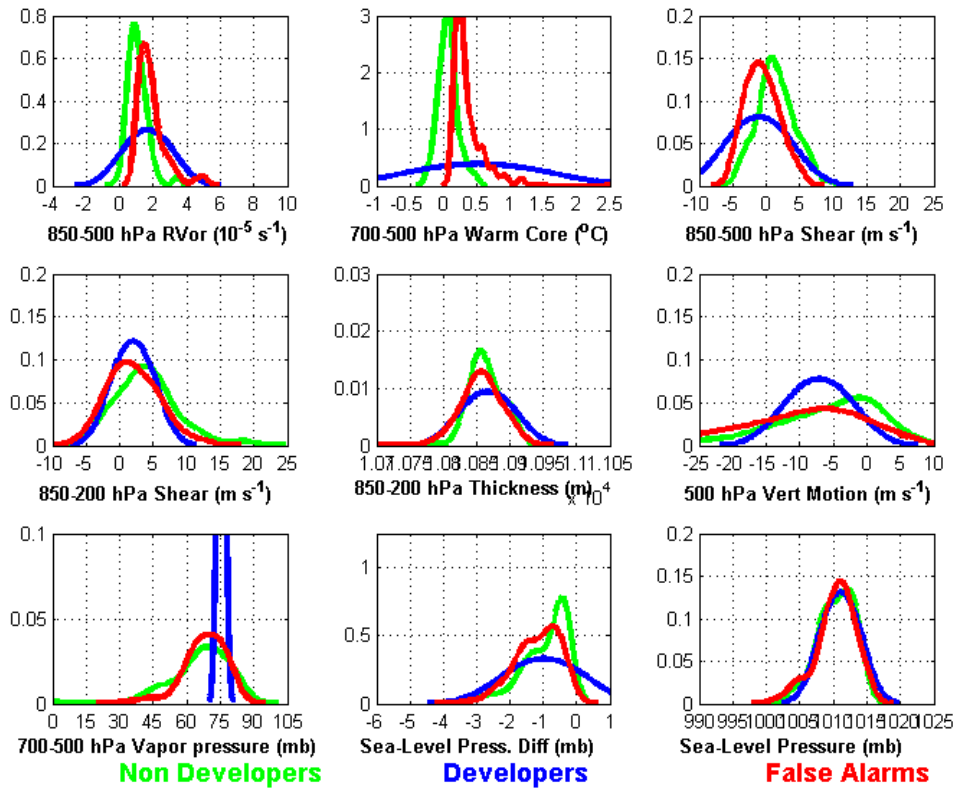 0.8
0.6
0.4
0.2
0
-4 -2 0 2 4 6 8 10
850-500 hPa RVor (10⁻⁵ s⁻¹)
3
2
1
0
-1 -0.5 0 0.5 1 1.5 2 2.5
700-500 hPa Warm Core (°C)
0.2
0.15
0.1
0.05
0
-10 -5 0 5 10 15 20 25
850-500 hPa Shear (m s⁻¹)
0.2
0.15
0.1
0.05
0
-10 -5 0 5 10 15 20 25
850-200 hPa Shear (m s⁻¹)
0.03
0.02
0.01
0
1.07 1.075 1.08 1.085 1.09 1.095 1.1 1.105
850-200 hPa Thickness (m)
x 10⁴
0.2
0.15
0.1
0.05
0
-25 -20 -15 -10 -5 0 5 10
500 hPa Vert Motion (m s⁻¹)
0.1
0.05
0
0 15 30 45 60 75 90 105
700-500 hPa Vapor pressure (mb)
1
0.5
0
-6 -5 -4 -3 -2 -1 0 1
Sea-Level Press. Diff (mb)
0.2
0.15
0.1
0.05
0
990 995 1000 1005 1010 1015 1020 1025
Sea-Level Pressure (mb)
Non Developers Developers False Alarms